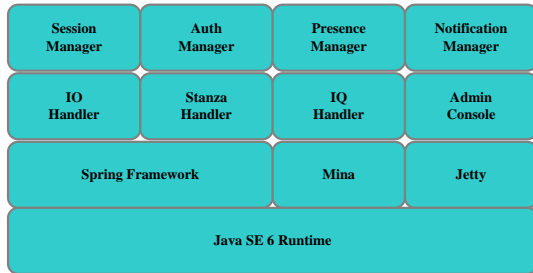 Session
Manager
Auth
Manager
Presence
Manager
Notification
Manager
IO
Handler
Stanza
Handler
IQ
Handler
Admin
Console
Spring Framework
Mina
Jetty
Java SE 6 Runtime